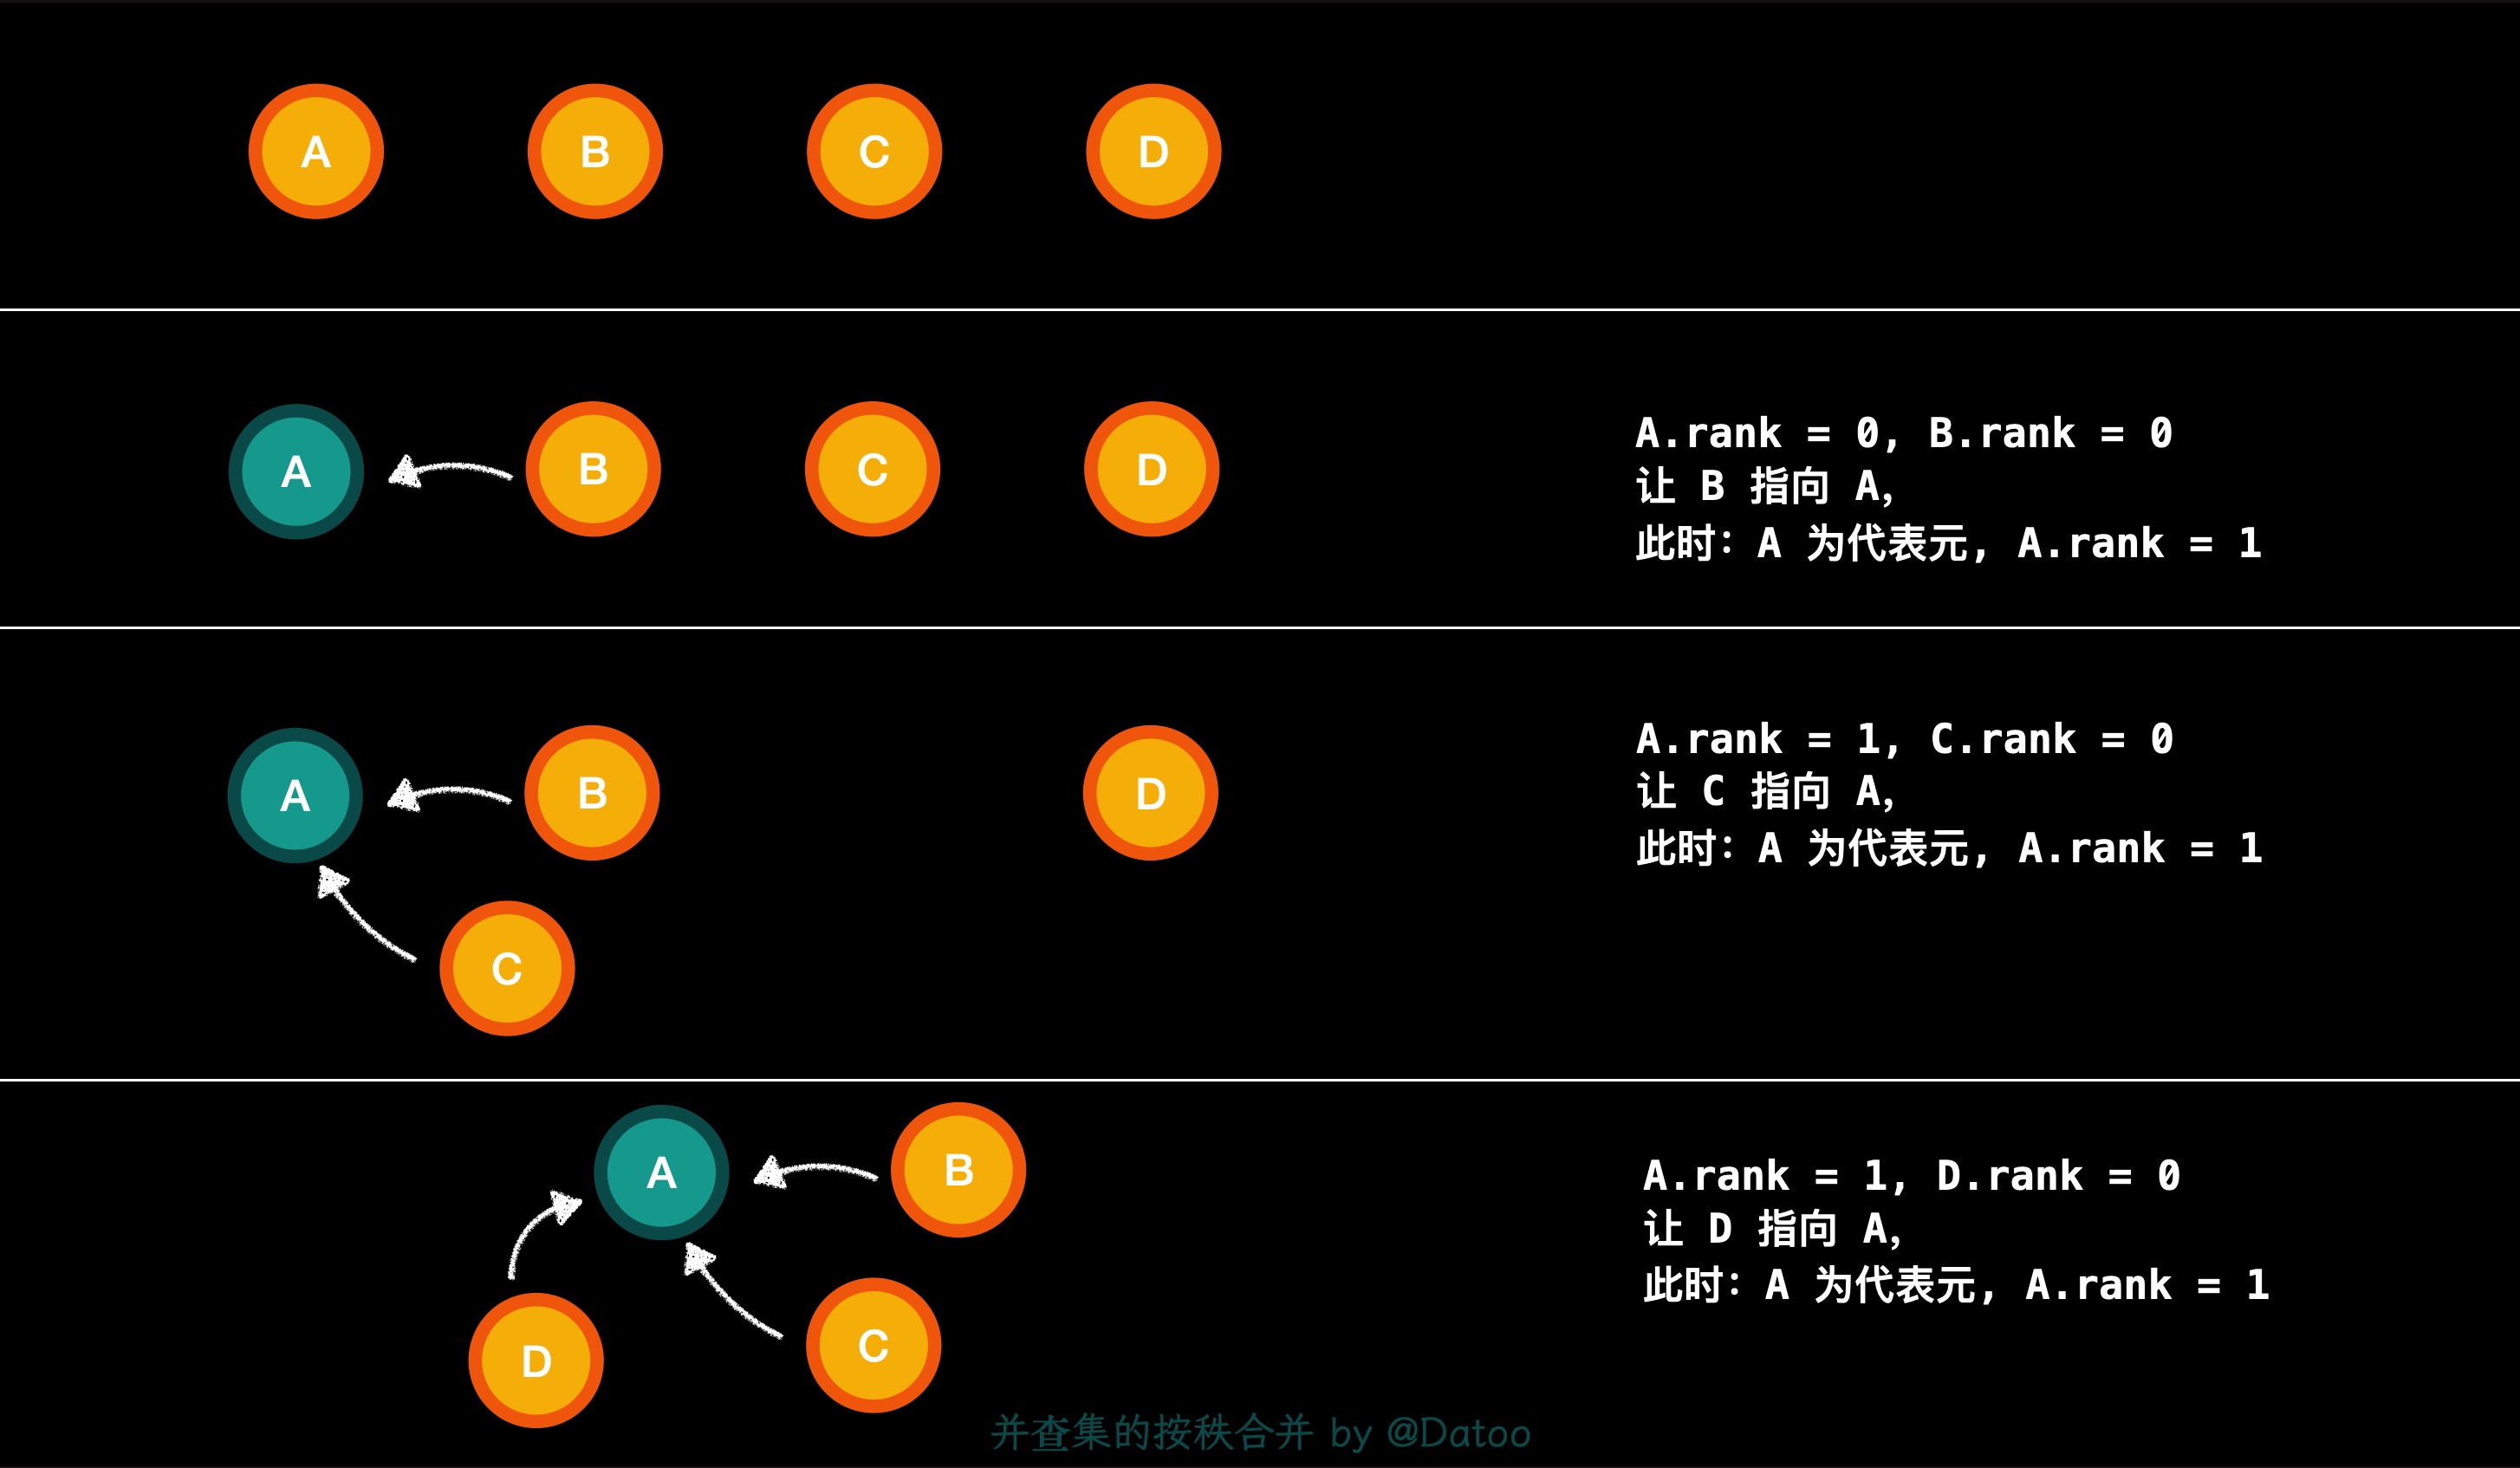 A B C D
A B C D
A.rank = 0, B.rank = 0
让 B 指向 A,
此时: A 为代表元, A.rank = 1
A B D
C
A.rank = 1, C.rank = 0
让 C 指向 A,
此时: A 为代表元, A.rank = 1
A B
D C
A.rank = 1, D.rank = 0
让 D 指向 A,
此时: A 为代表元, A.rank = 1
并查集的按秩合并 by @Datoo